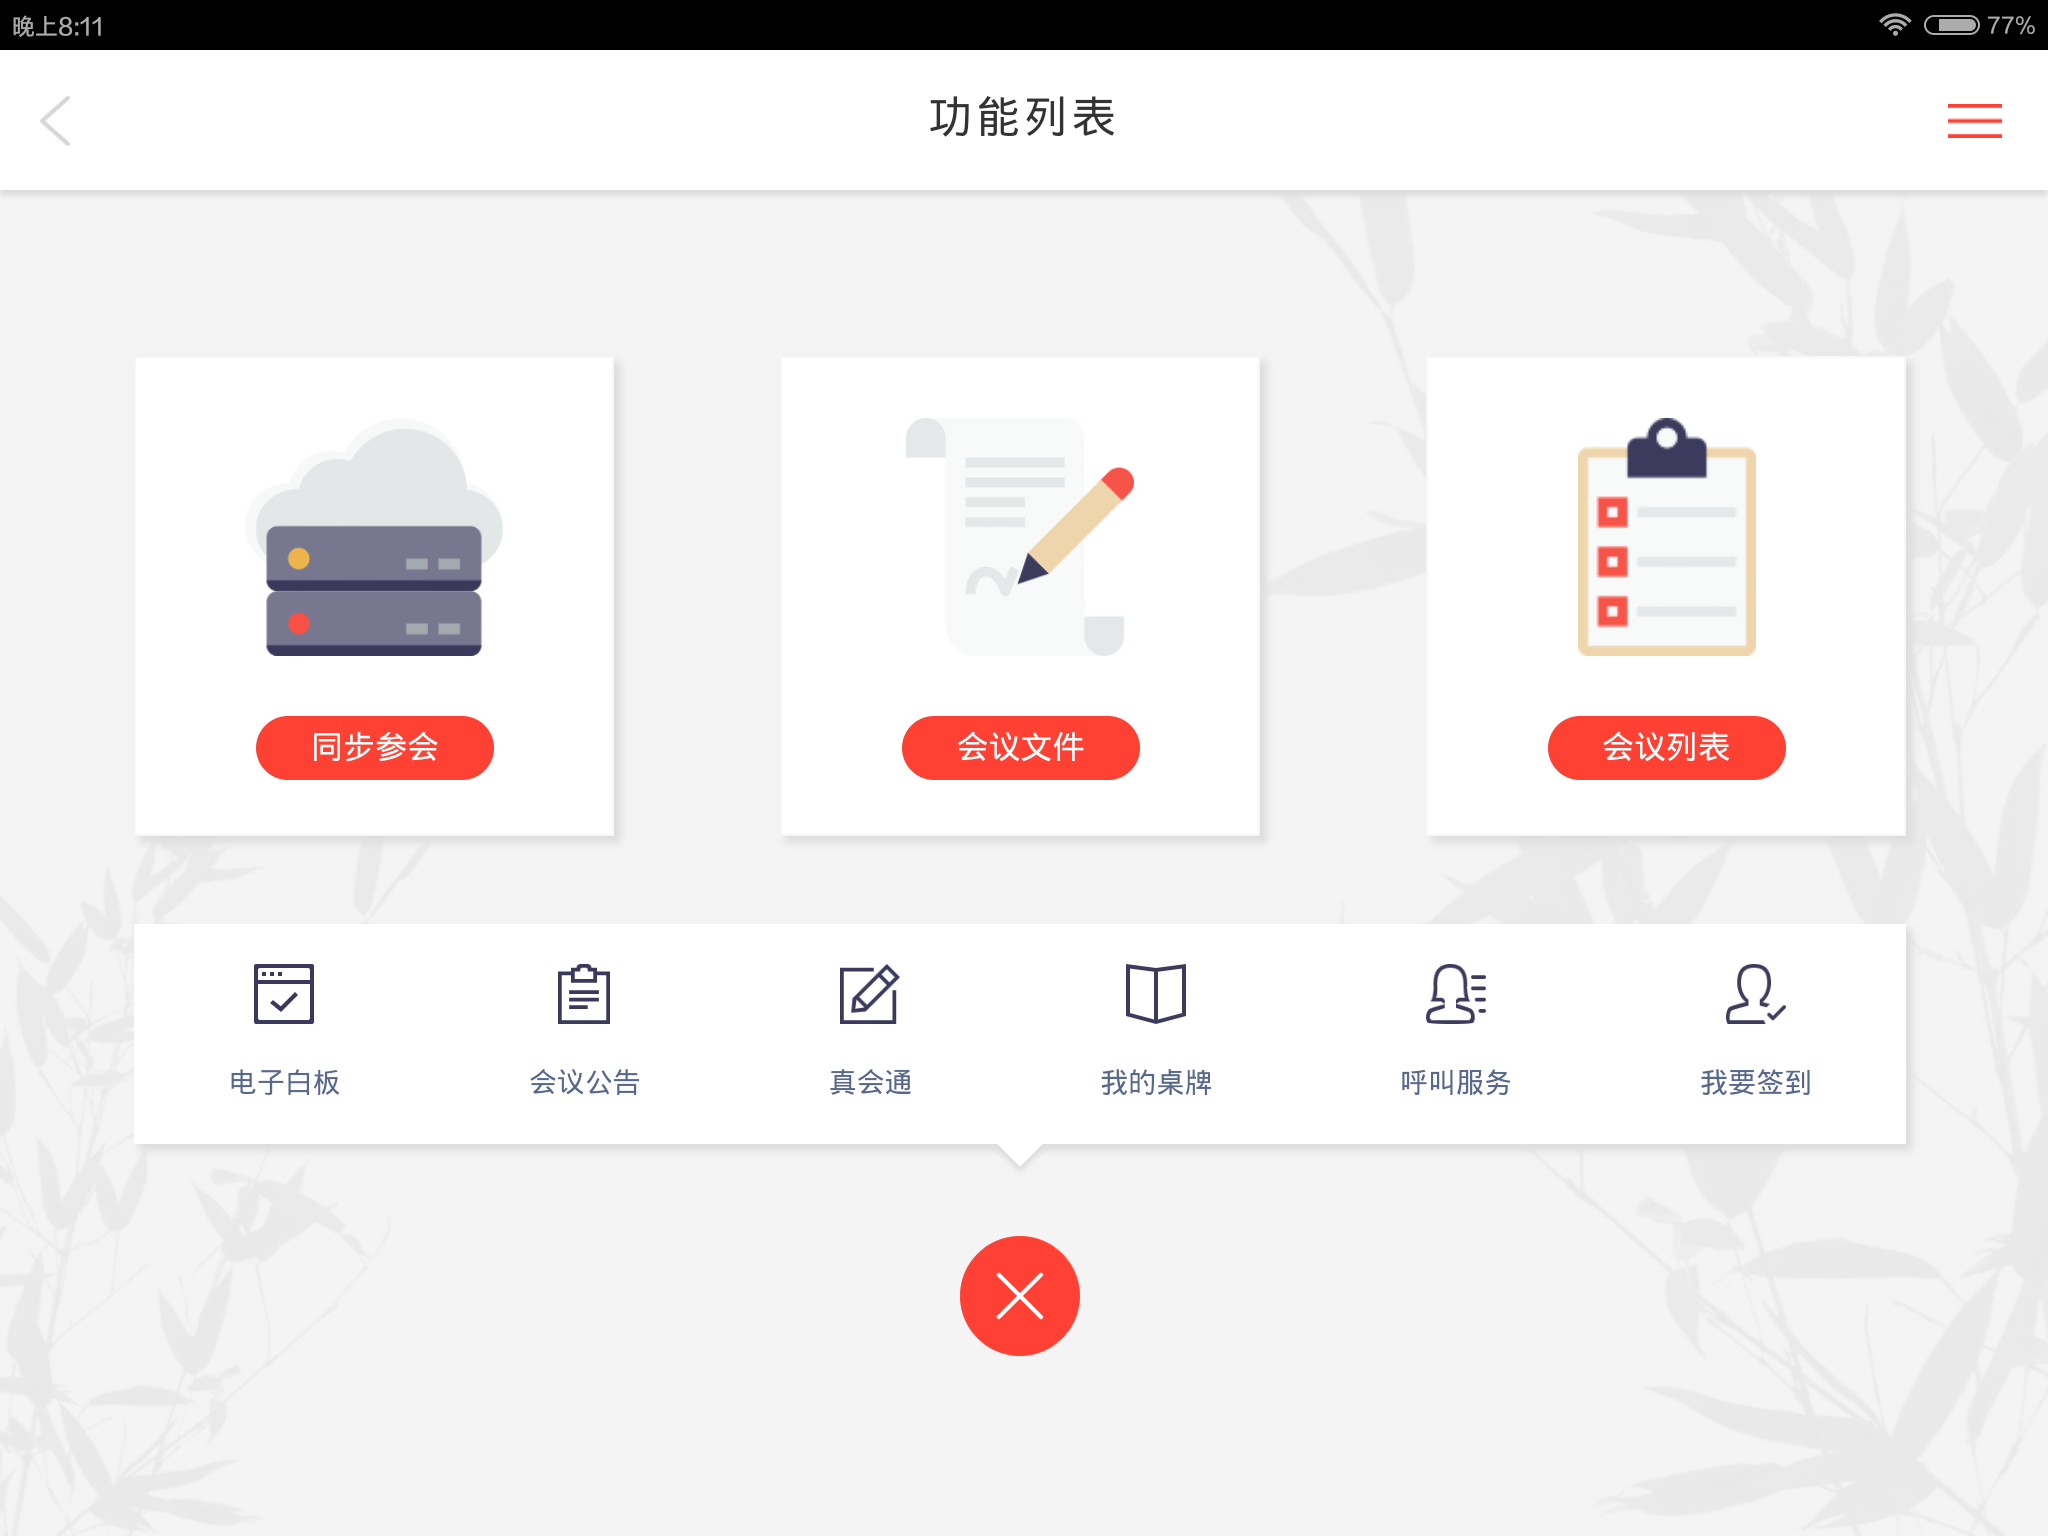 晚上8:11
77%
功能列表
同步参会
会议文件
会议列表
电子白板
会议公告
真会通
我的桌牌
呼叫服务
我要签到